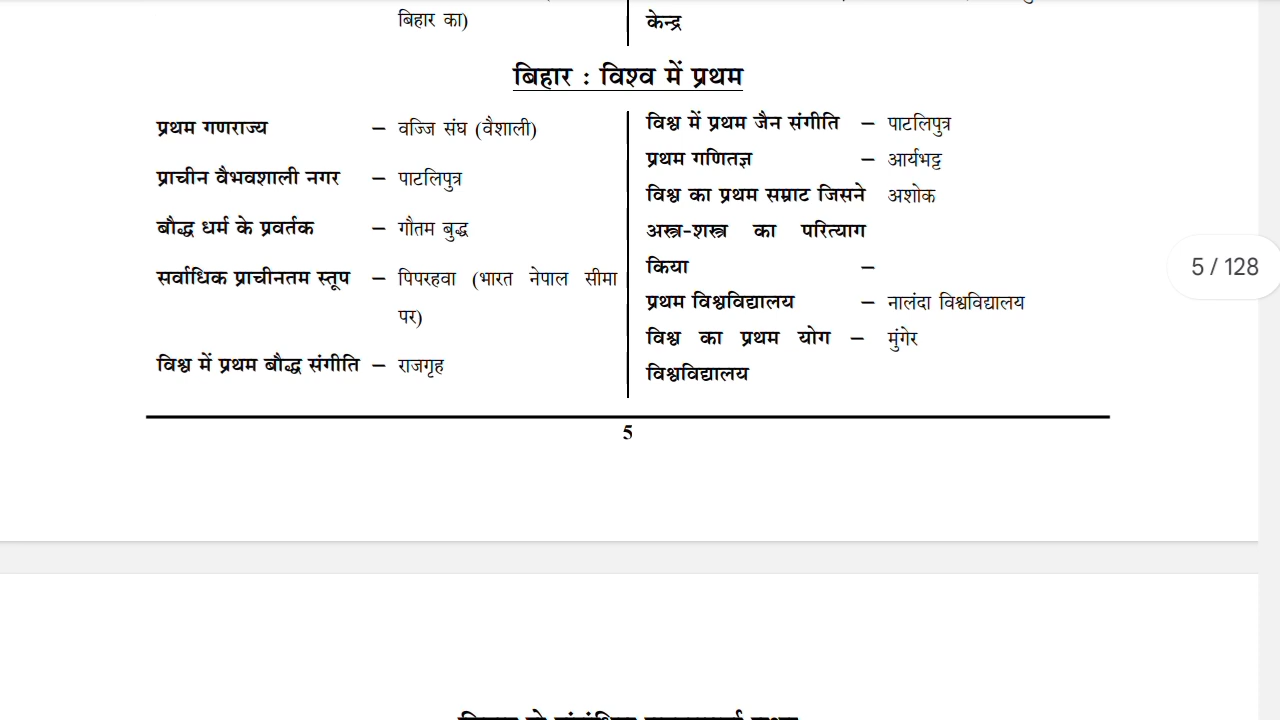 बिहार का)
केन्द्र
बिहार : विश्व में प्रथम
प्रथम गणराज्य – वज्जि संघ (वैशाली)
प्राचीन वैभवशाली नगर – पाटलिपुत्र
बौद्ध धर्म के प्रवर्तक – गौतम बुद्ध
सर्वाधिक प्राचीनतम स्तूप – पिपरहवा (भारत नेपाल सीमा
पर)
विश्व में प्रथम बौद्ध संगीति – राजगृह
विश्व में प्रथम जैन संगीति – पाटलिपुत्र
प्रथम गणितज्ञ – आर्यभट्ट
विश्व का प्रथम सम्राट जिसने अशोक
अस्त्र-शस्त्र का परित्याग
किया –
प्रथम विश्वविद्यालय – नालंदा विश्वविद्यालय
विश्व का प्रथम योग – मुंगेर
विश्वविद्यालय
5
5 / 128